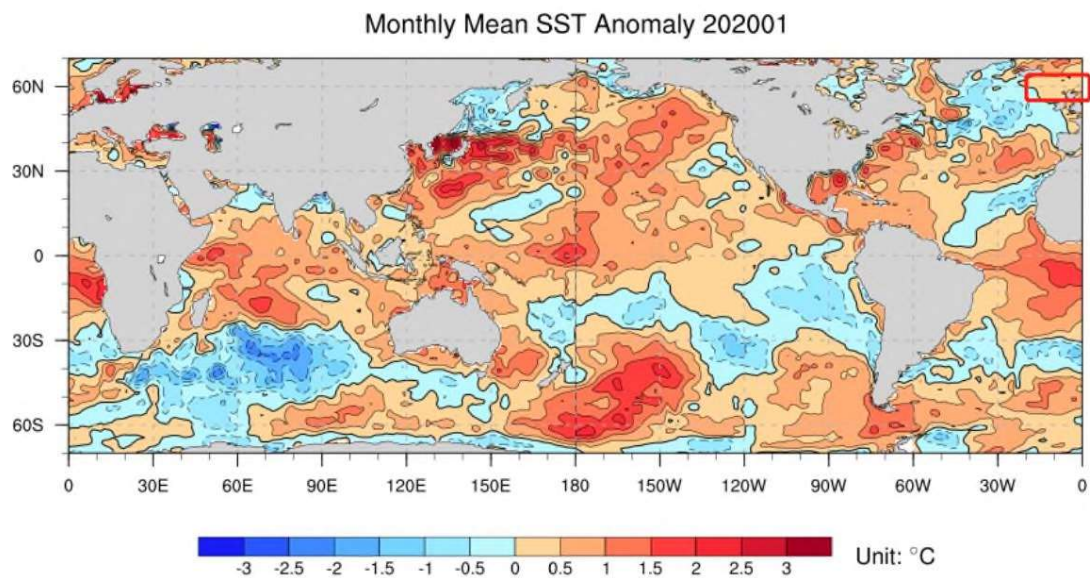 Monthly Mean SST Anomaly 202001
60N
30N
0
30S
60S
0 30E 60E 90E 120E 150E 180 150W 120W 90W 60W 30W 0
-3 -2.5 -2 -1.5 -1 -0.5 0 0.5 1 1.5 2 2.5 3
Unit: °C